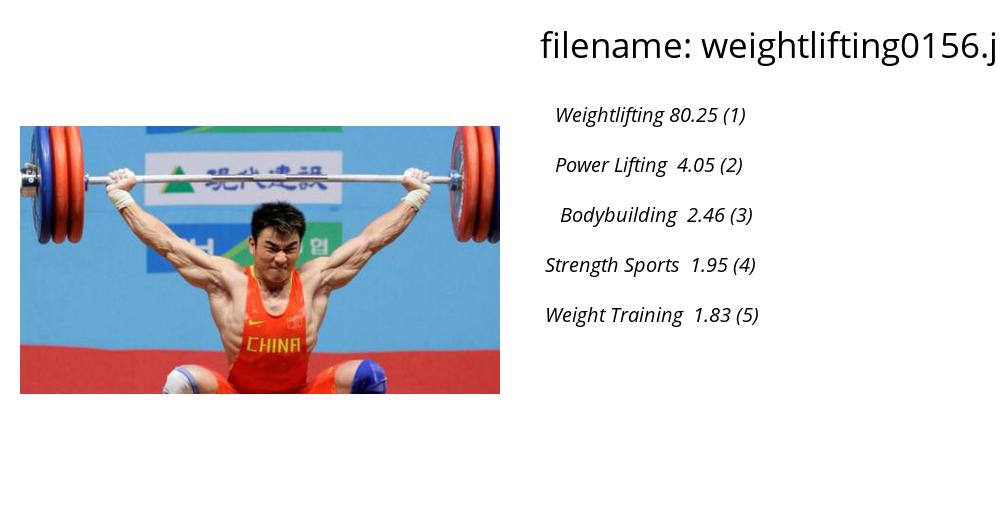 filename: weightlifting0156.j
Weightlifting 80.25 (1)
Power Lifting 4.05 (2)
Bodybuilding 2.46 (3)
Strength Sports 1.95 (4)
Weight Training 1.83 (5)
現代建設
협
CHINA